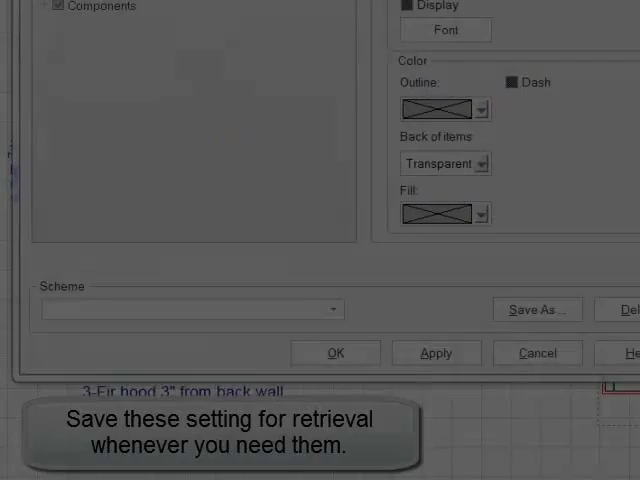 Components
Display
Font
Color
Outline:
Dash
Back of items
Transparent
Fill:
Scheme
Save As...
OK
Apply
Cancel
3-Fir hood 3" from back wall
Save these setting for retrieval
whenever you need them.